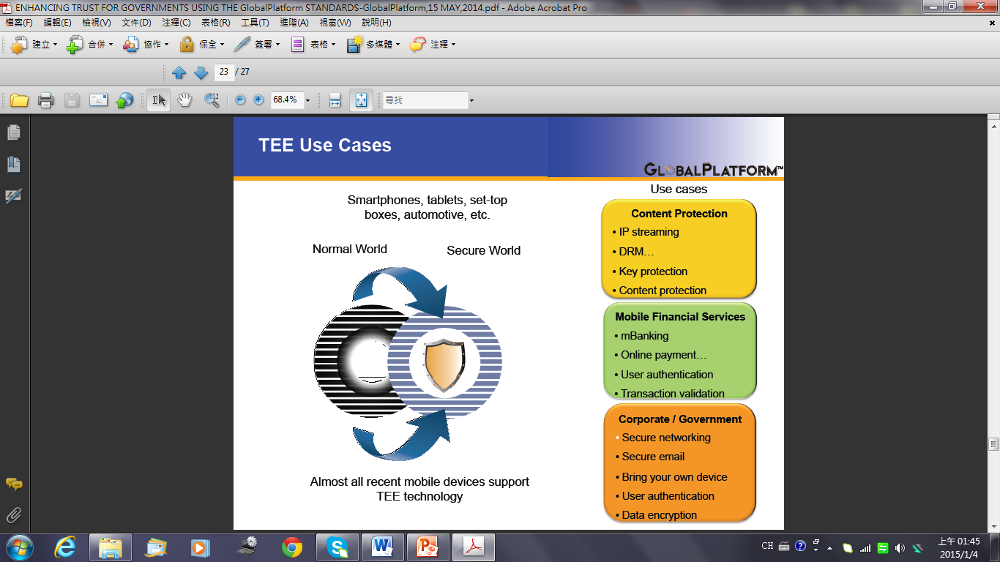 ENHANCING TRUST FOR GOVERNMENTS USING THE GlobalPlatform STANDARDS-GlobalPlatform,15 MAY,2014.pdf - Adobe Acrobat Pro
檔案(F) 編輯(E) 檢視(V) 文件(D) 注釋(C) 表格(R) 工具(T) 進階(A) 視窗(W) 說明(H)
建立 合併 協作 保全 簽署 表格 多媒體 注釋
23 / 27
68.4% 尋找
TEE Use Cases
GLOBALPLATFORM™
Smartphones, tablets, set-top
boxes, automotive, etc.
Normal World
Secure World
Almost all recent mobile devices support
TEE technology
Use cases
Content Protection
• IP streaming
• DRM…
• Key protection
• Content protection
Mobile Financial Services
• mBanking
• Online payment…
• User authentication
• Transaction validation
Corporate / Government
• Secure networking
• Secure email
• Bring your own device
• User authentication
• Data encryption
CH
上午 01:45
2015/1/4